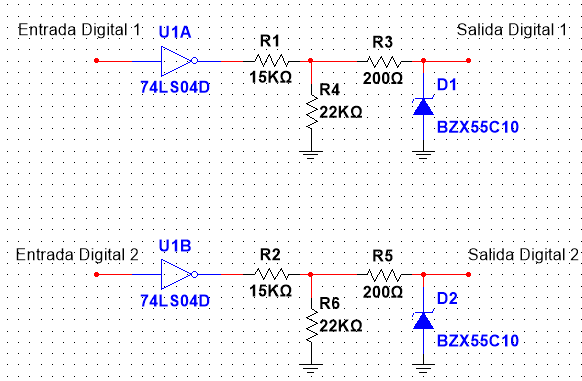 Entrada Digital 1
U1A
74LS04D
R1
15KΩ
R4
22KΩ
R3
200Ω
Salida Digital 1
D1
BZX55C10
Entrada Digital 2
U1B
74LS04D
R2
15KΩ
R6
22KΩ
R5
200Ω
Salida Digital 2
D2
BZX55C10